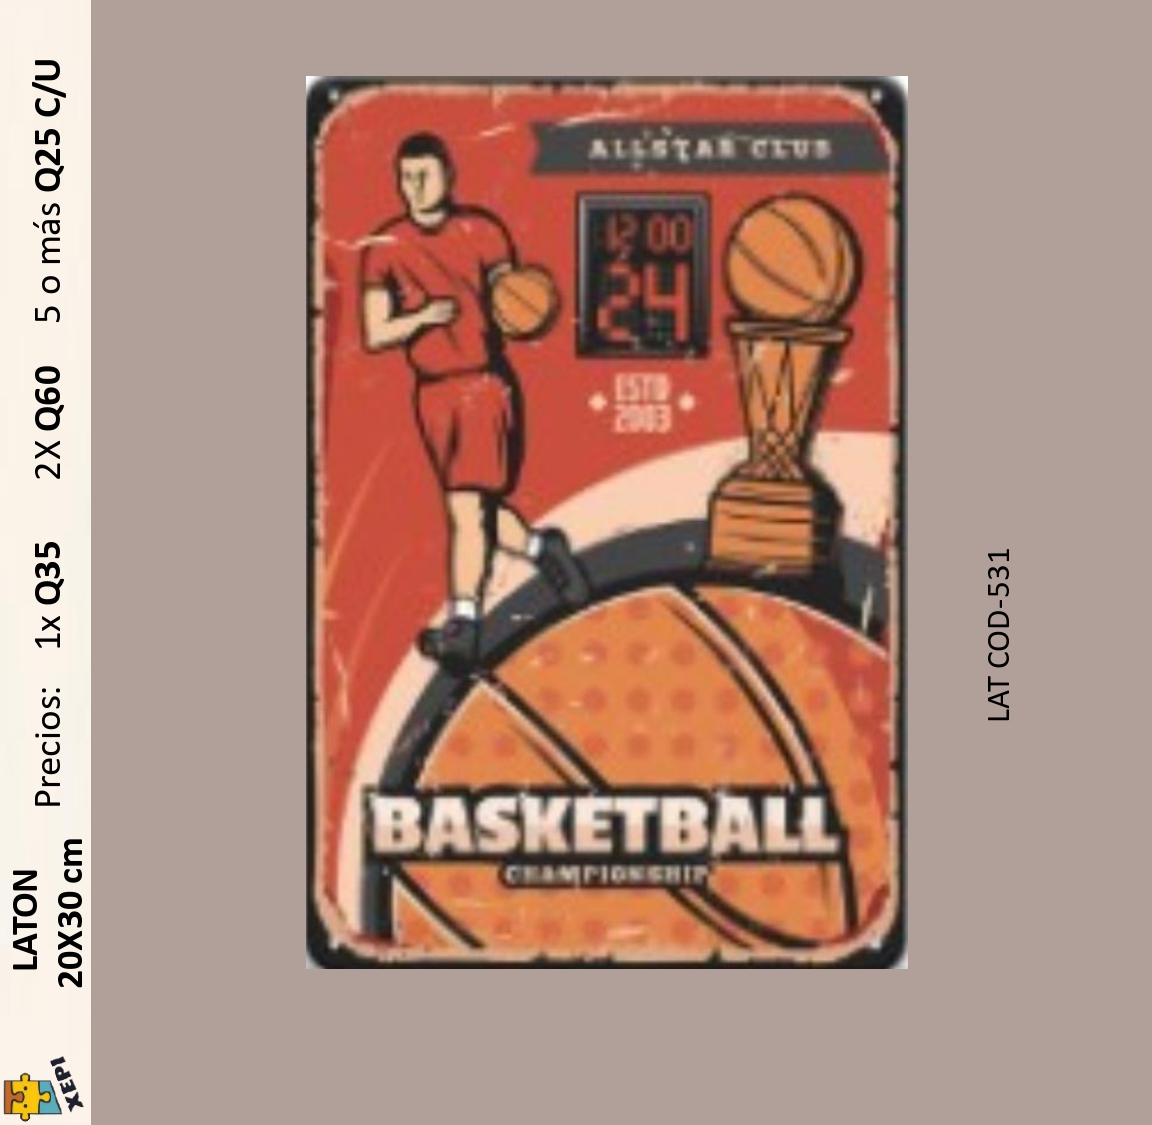 LATON
20X30 cm
Precios: 1x Q35 2X Q60 5 o más Q25 C/U
XEPI
ALLSTAR CLUB
12:00
24
ESTD
2003
BASKETBALL
CHAMPIONSHIP
LAT COD-531